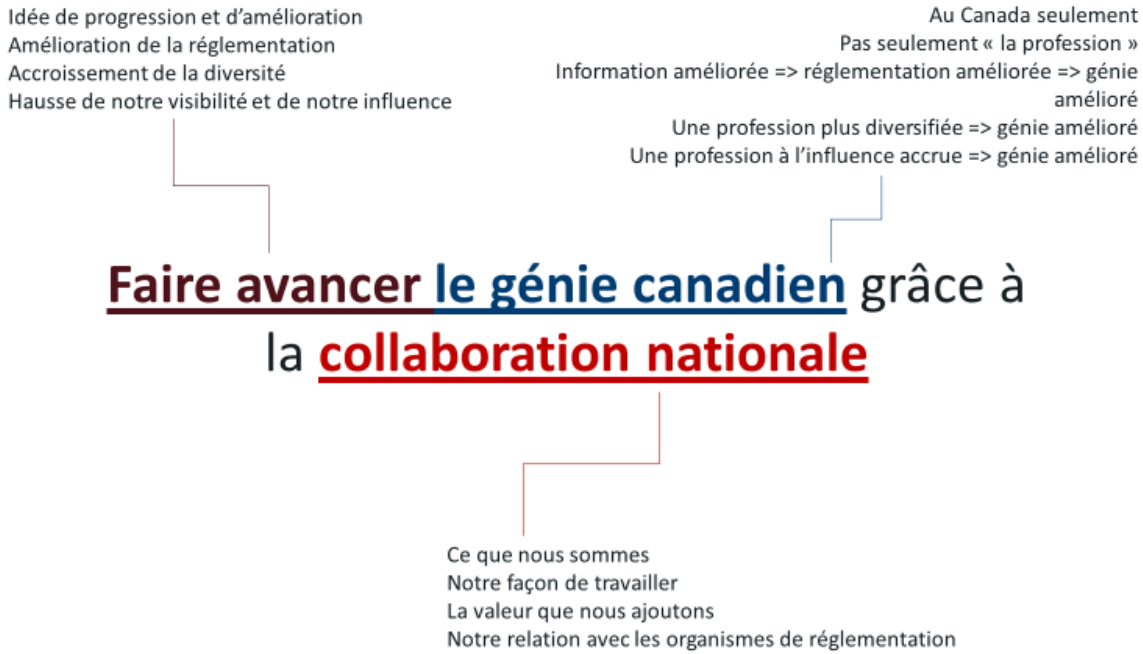 Idée de progression et d’amélioration
Amélioration de la réglementation
Accroissement de la diversité
Hausse de notre visibilité et de notre influence
Au Canada seulement
Pas seulement « la profession »
Information améliorée => réglementation améliorée => génie
amélioré
Une profession plus diversifiée => génie amélioré
Une profession à l’influence accrue => génie amélioré
Faire avancer le génie canadien grâce à
la collaboration nationale
Ce que nous sommes
Notre façon de travailler
La valeur que nous ajoutons
Notre relation avec les organismes de réglementation